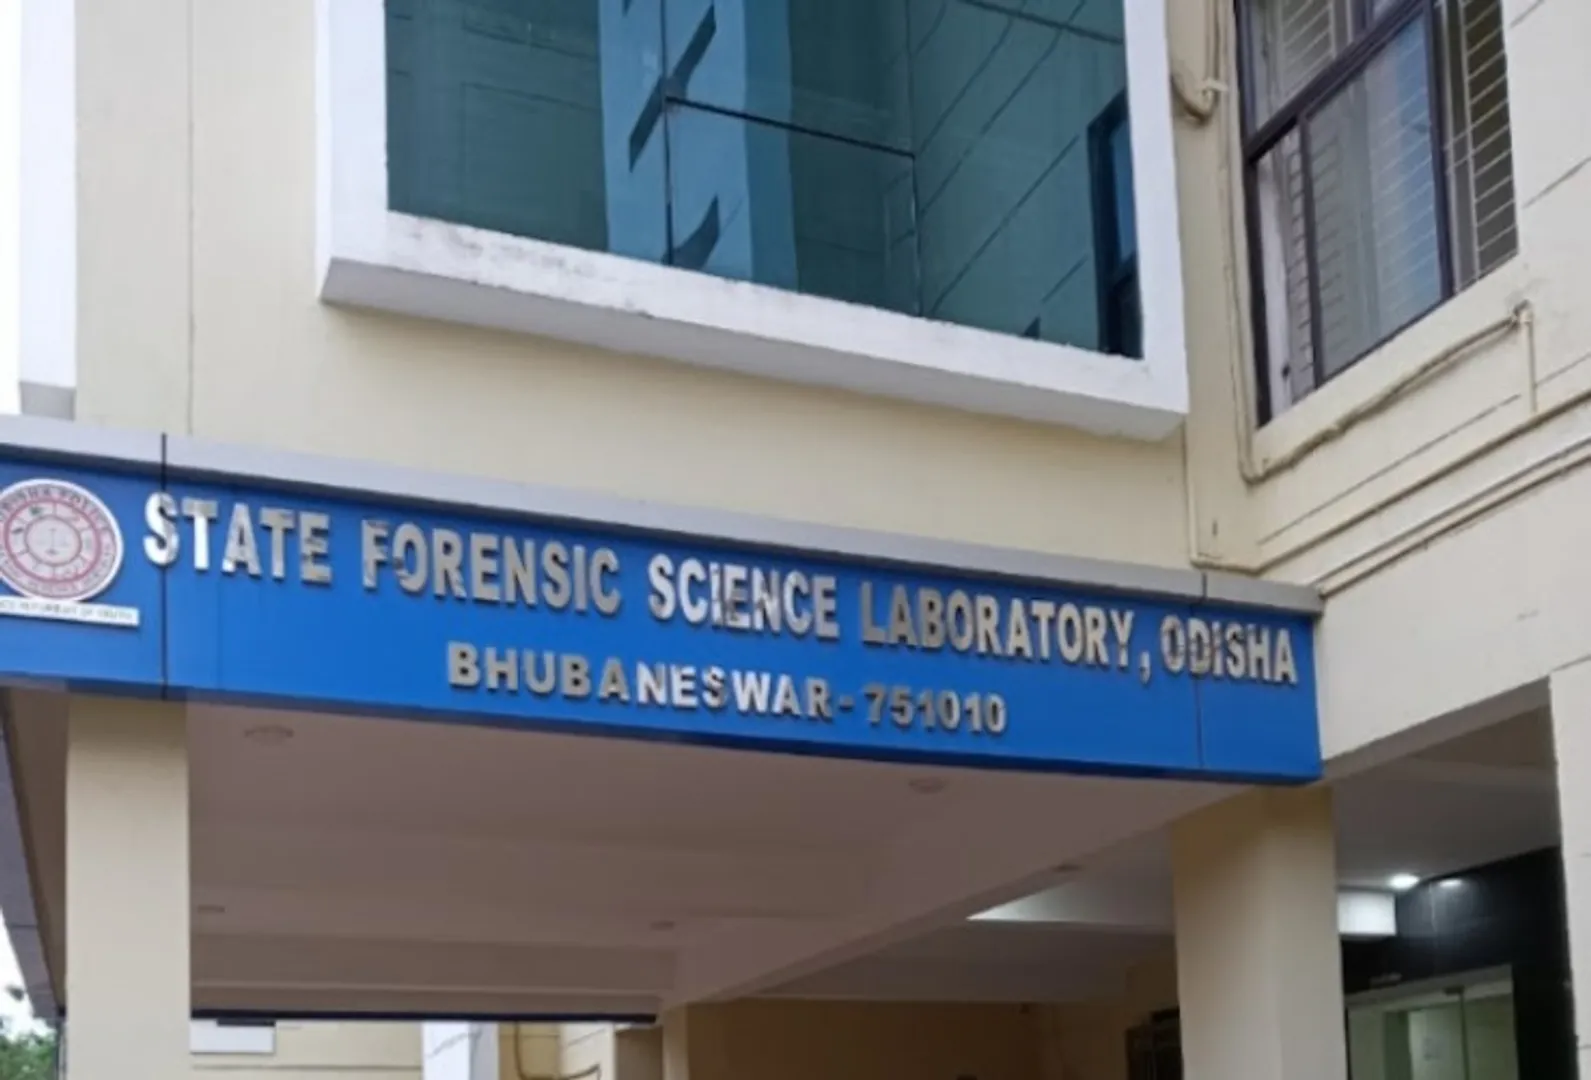 STATE FORENSIC SCIENCE LABORATORY, ODISHA
BHUBANESWAR-751010